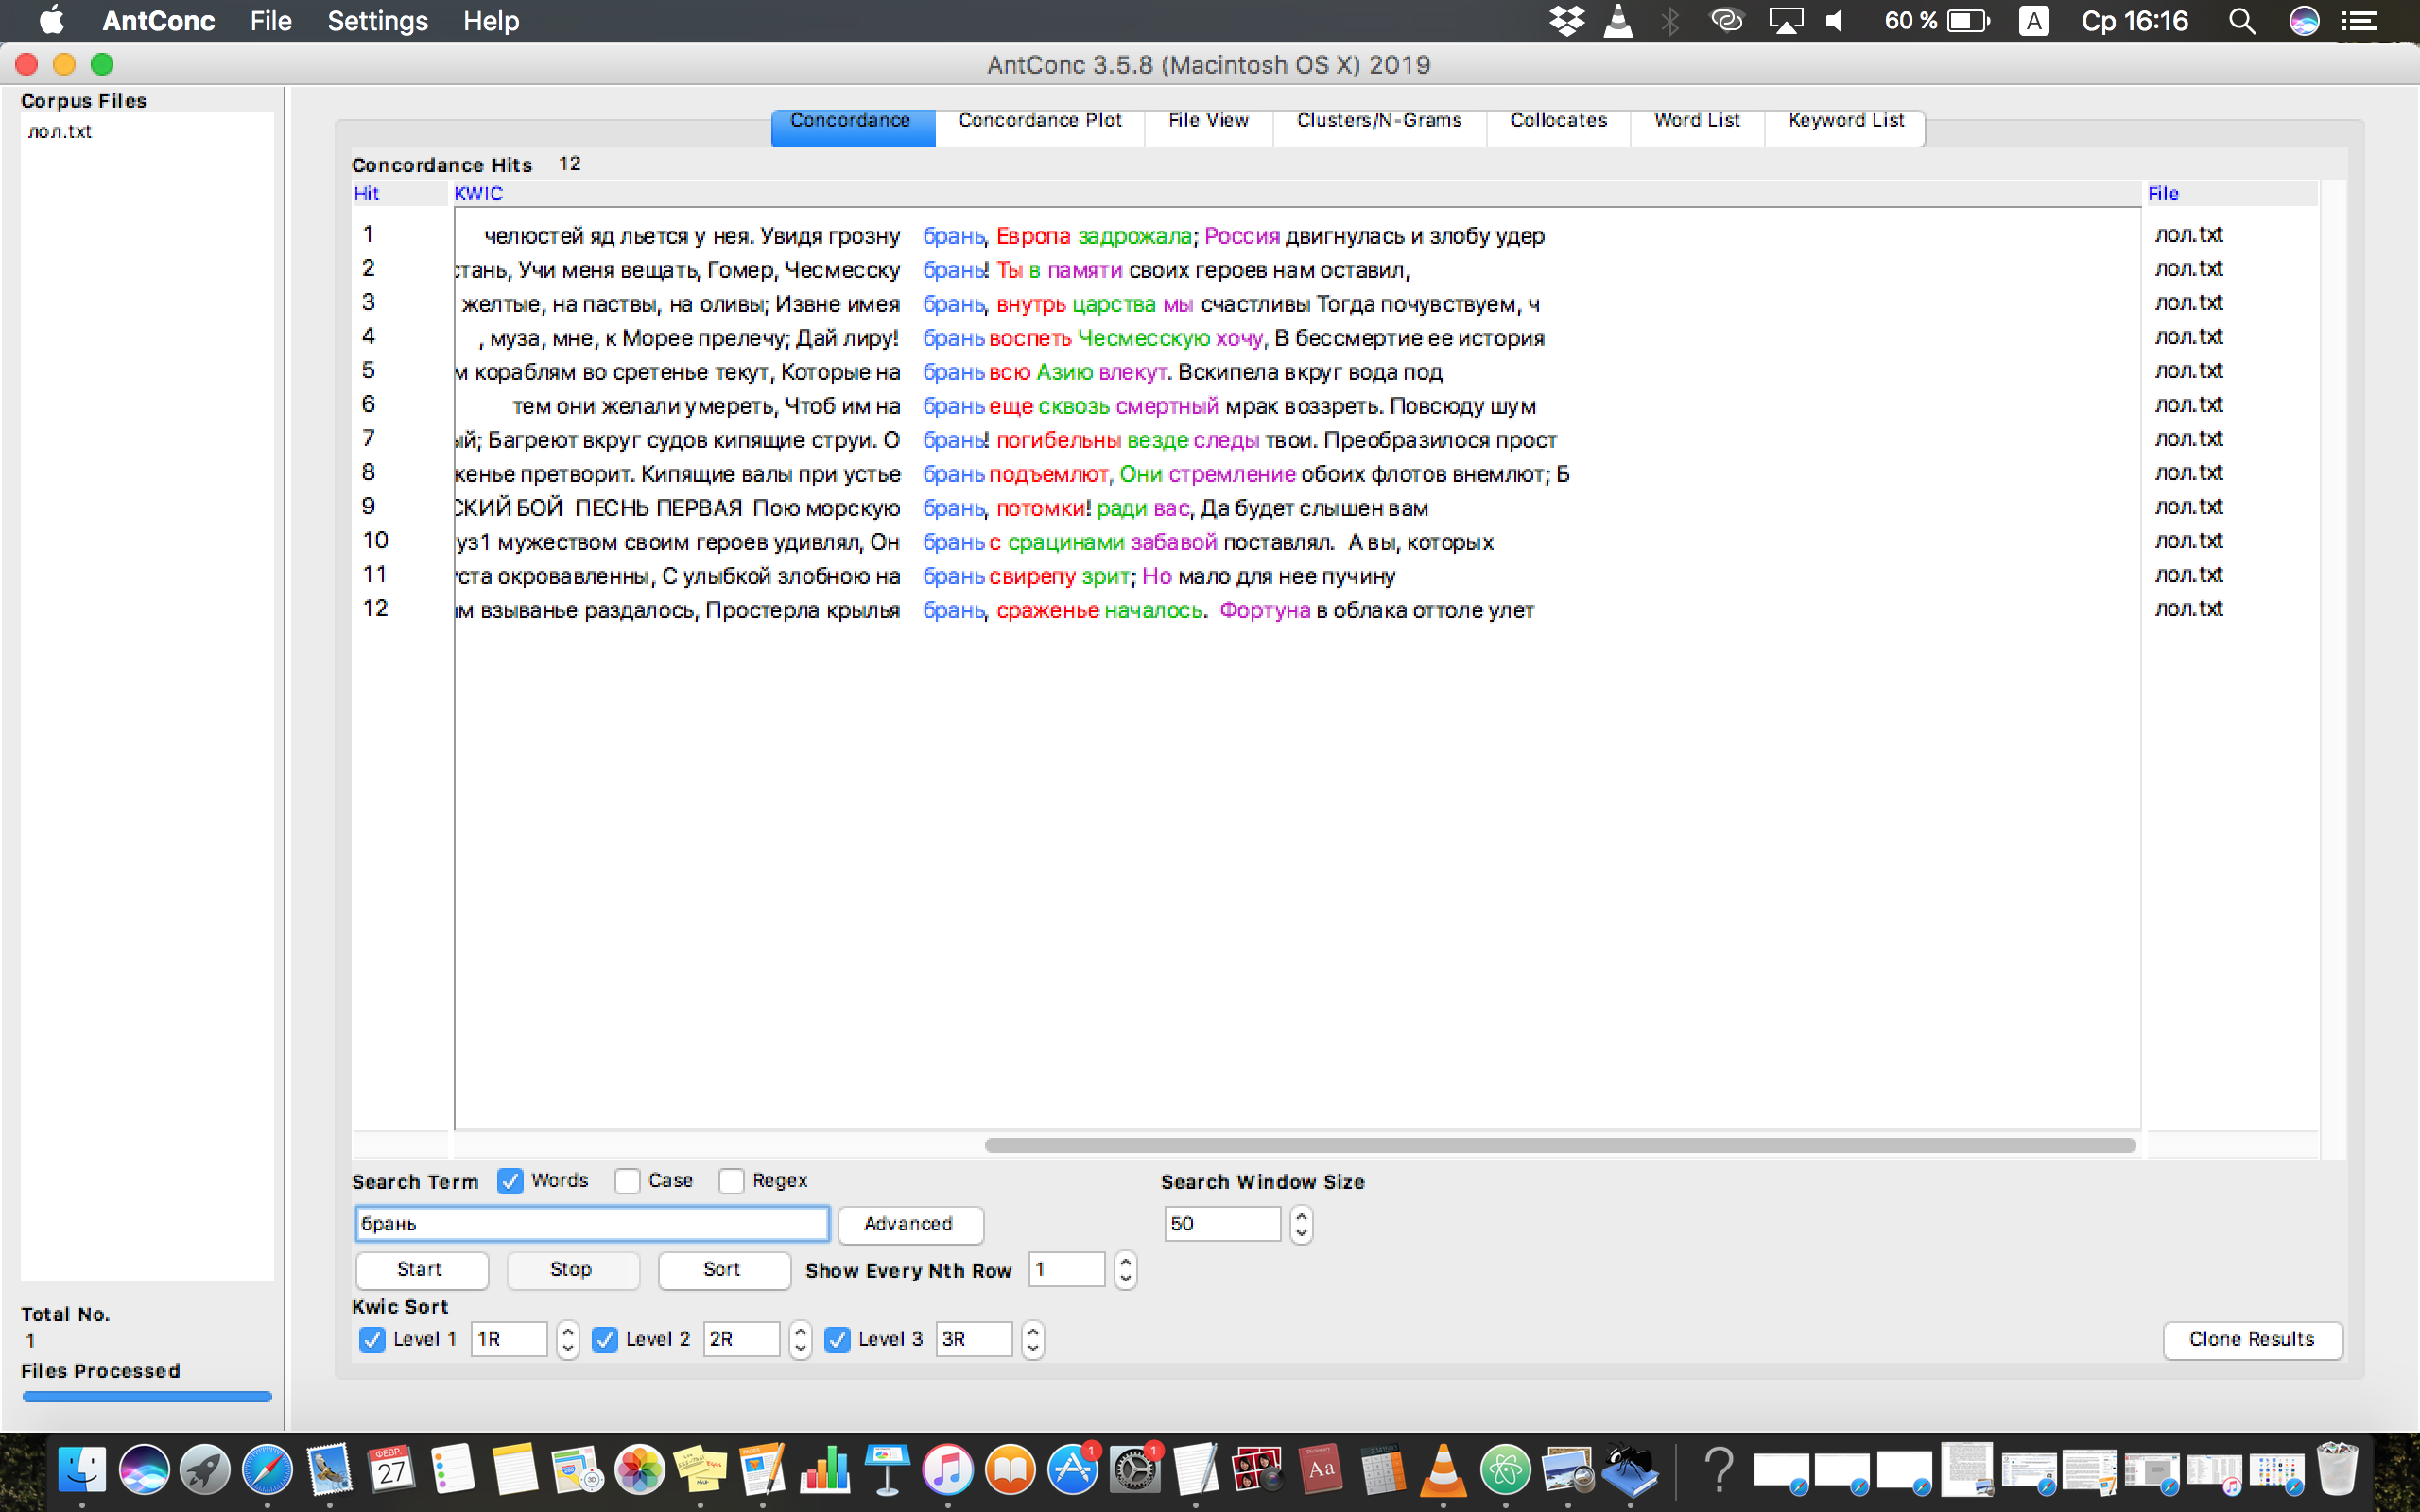 AntConc File Settings Help 60 % A Ср 16:16
AntConc 3.5.8 (Macintosh OS X) 2019
Corpus Files
лол.txt
Concordance Concordance Plot File View Clusters/N-Grams Collocates Word List Keyword List
Concordance Hits 12
Hit KWIC File
1 челюстей яд льется у нея. Увидя грозну брань, Европа задрожала; Россия двигнулась и злобу удер лол.txt
2 стань, Учи меня вещать, Гомер, Чесмесску брань! Ты в памяти своих героев нам оставил, лол.txt
3 желтые, на паствы, на оливы; Извне имея брань, внутрь царства мы счастливы Тогда почувствуем, ч лол.txt
4 , муза, мне, к Морее прелечу; Дай лиру! брань воспеть Чесмесскую хочу, В бессмертие ее история лол.txt
5 м кораблям во сретенье текут, Которые на брань всю Азию влекут. Вскипела вкруг вода под лол.txt
6 тем они желали умереть, Чтоб им на брань еще сквозь смертный мрак воззреть. Повсюду шум лол.txt
7 ый; Багреют вкруг судов кипящие струи. О брань! погибельны везде следы твои. Преобразилося прост лол.txt
8 женье претворит. Кипящие валы при устье брань подъемлют, Они стремление обоих флотов внемлют; Б лол.txt
9 СКИЙ БОЙ ПЕСНЬ ПЕРВАЯ Пою морскую брань, потомки! ради вас, Да будет слышен вам лол.txt
10 уз1 мужеством своим героев удивлял, Он брань с срацинами забавой поставлял. А вы, которых лол.txt
11 уста окровавленны, С улыбкой злобною на брань свирепу зрит; Но мало для нее пучину лол.txt
12 ам взыванье раздалось, Простерла крылья брань, сраженье началось. Фортуна в облака оттоле улет лол.txt
Search Term Words Case Regex Search Window Size
брань Advanced 50
Start Stop Sort Show Every Nth Row 1
Kwic Sort
Level 1 1R Level 2 2R Level 3 3R Clone Results
Total No.
1
Files Processed
ФЕВР.
27
1
1
Aa